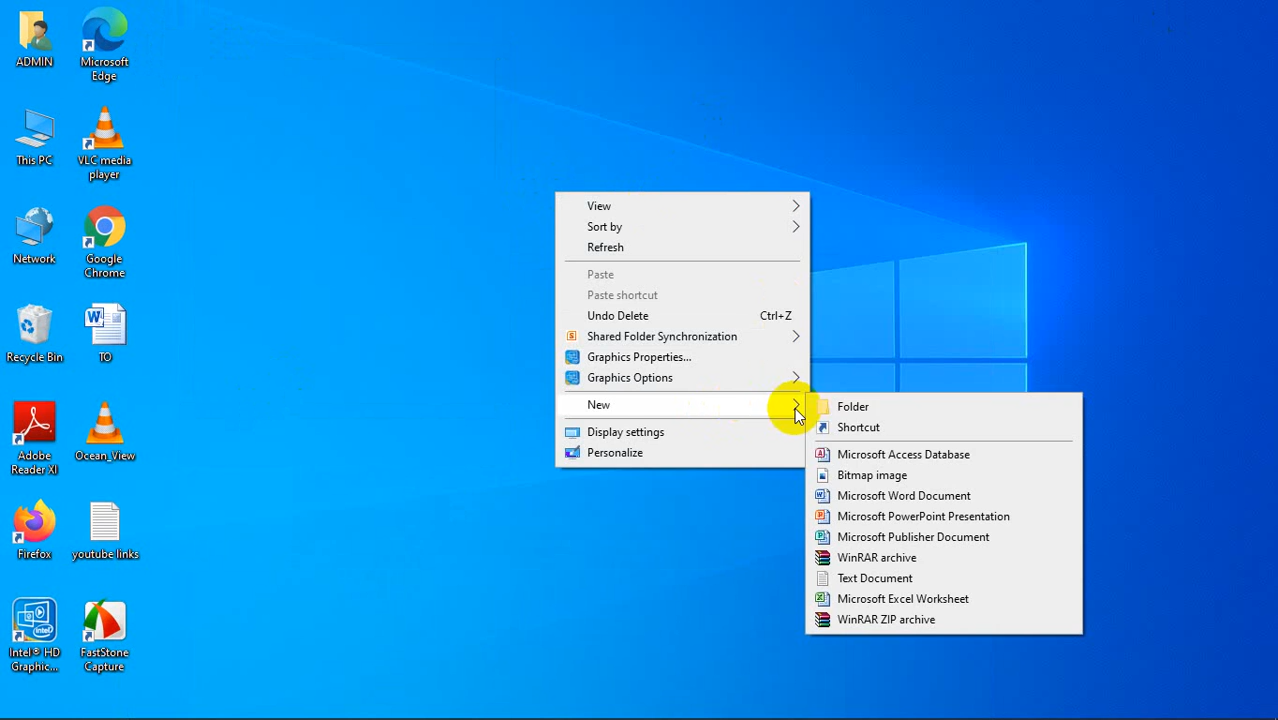 ADMIN
Microsoft
Edge
This PC
VLC media
player
Network
Google
Chrome
Recycle Bin
TO
Adobe
Reader XI
Ocean_View
Firefox
youtube links
Intel® HD
Graphic...
FastStone
Capture
View
Sort by
Refresh
Paste
Paste shortcut
Undo Delete Ctrl+Z
Shared Folder Synchronization
Graphics Properties...
Graphics Options
New
Display settings
Personalize
Folder
Shortcut
Microsoft Access Database
Bitmap image
Microsoft Word Document
Microsoft PowerPoint Presentation
Microsoft Publisher Document
WinRAR archive
Text Document
Microsoft Excel Worksheet
WinRAR ZIP archive